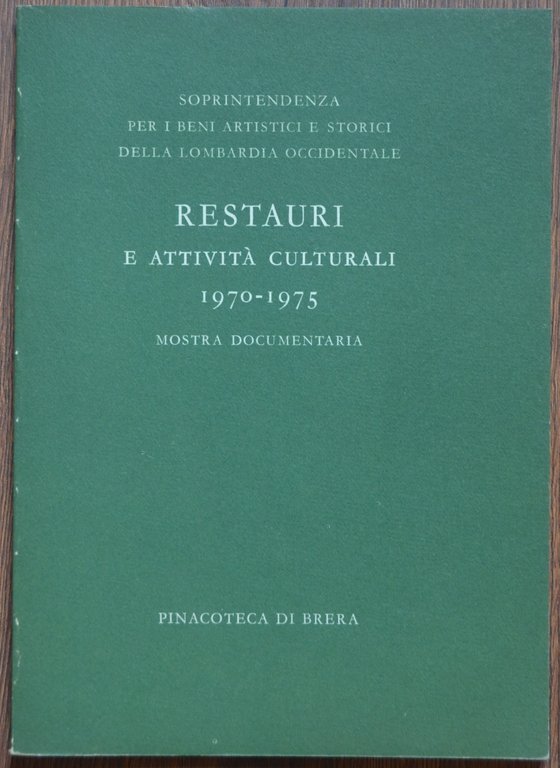 SOPRINTENDENZA
PER I BENI ARTISTICI E STORICI
DELLA LOMBARDIA OCCIDENTALE
RESTAURI
E ATTIVITÀ CULTURALI
1970-1975
MOSTRA DOCUMENTARIA
PINACOTECA DI BRERA